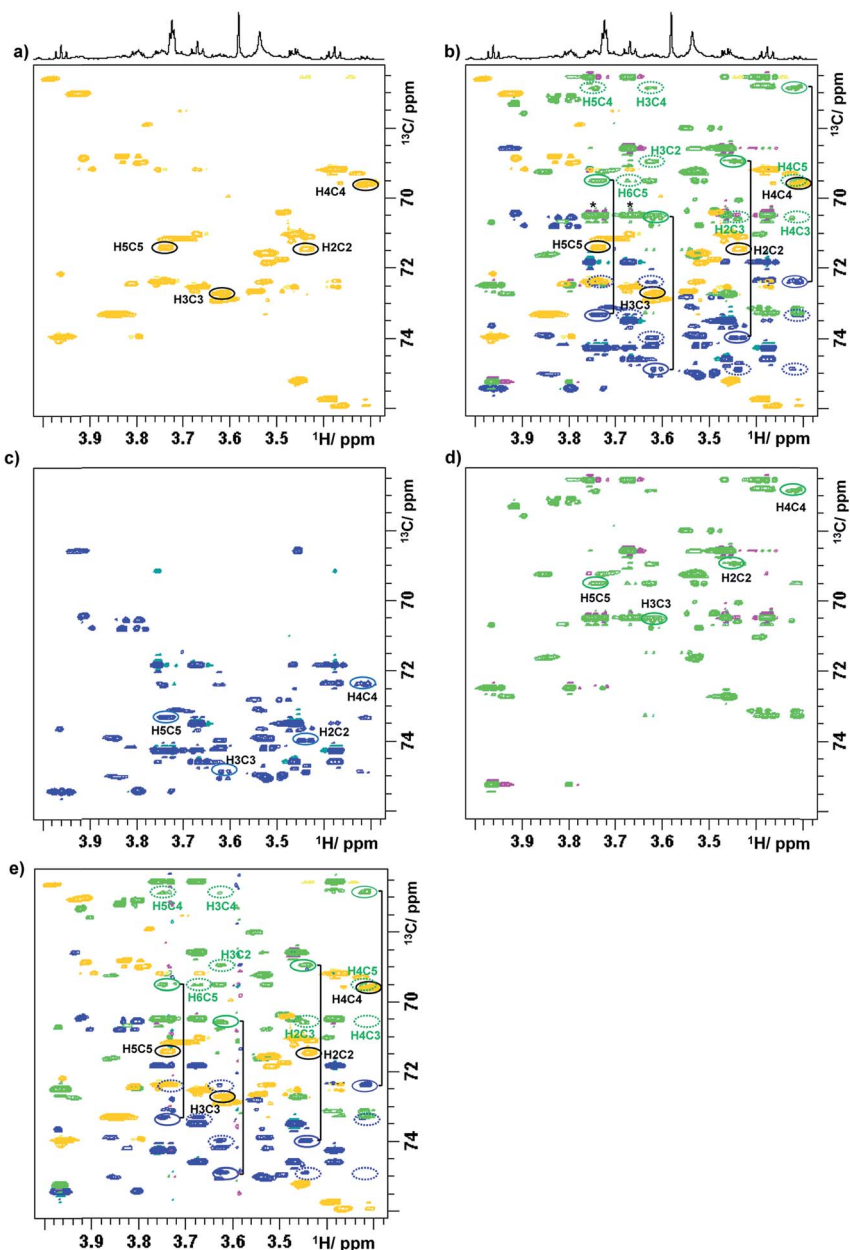 a)
¹³C/ ppm
70
72
74
H4C4
H5C5
H2C2
H3C3
3.9 3.8 3.7 3.6 3.5 ¹H/ ppm
b)
¹³C/ ppm
70
72
74
H5C4 H3C4
H3C2
H6C5
H4C5
H4C4
* *
H2C3 H4C3
H5C5
H2C2
H3C3
3.9 3.8 3.7 3.6 3.5 ¹H/ ppm
c)
¹³C/ ppm
70
72
74
H4C4
H5C5
H2C2
H3C3
3.9 3.8 3.7 3.6 3.5 ¹H/ ppm
d)
¹³C/ ppm
70
72
74
H4C4
H2C2
H5C5 H3C3
3.9 3.8 3.7 3.6 3.5 ¹H/ ppm
e)
¹³C/ ppm
70
72
74
H5C4 H3C4
H3C2
H6C5
H4C5
H4C4
H2C3 H4C3
H5C5
H2C2
H3C3
3.9 3.8 3.7 3.6 3.5 ¹H/ ppm